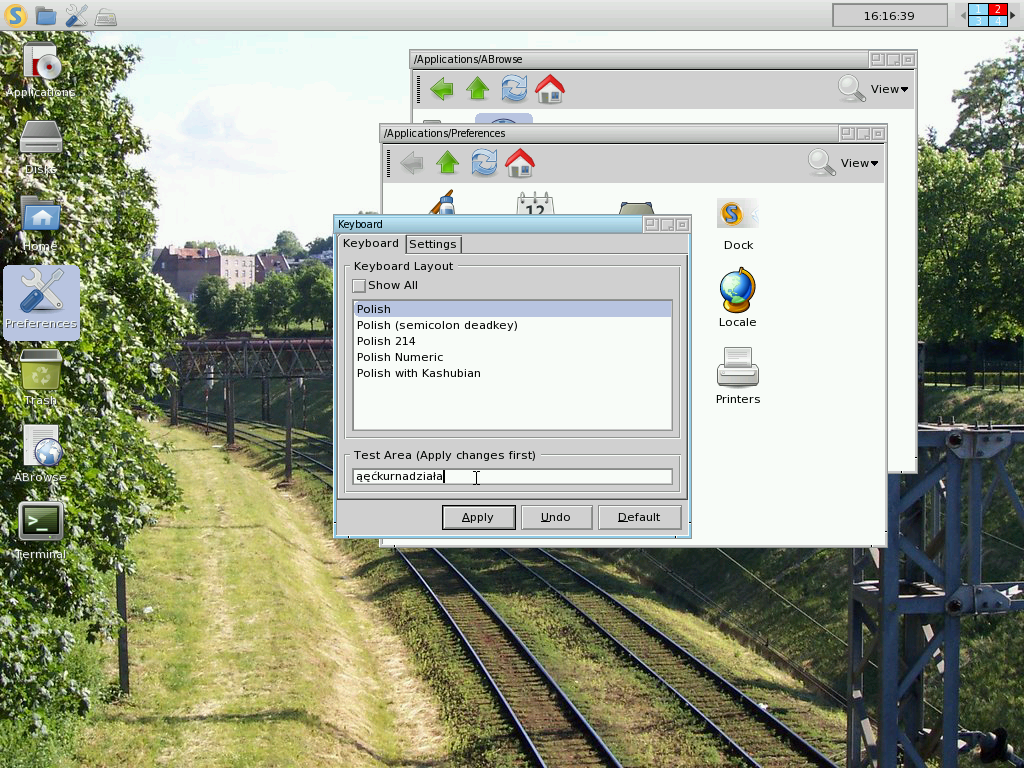 16:16:39
1 2
3 4
Applications
Disks
Home
Preferences
Trash
ABrowse
Terminal
/Applications/ABrowse
View
/Applications/Preferences
View
12
Dock
Locale
Printers
Keyboard
Keyboard Settings
Keyboard Layout
Show All
Polish
Polish (semicolon deadkey)
Polish 214
Polish Numeric
Polish with Kashubian
Test Area (Apply changes first)
ąęćkurnadziała
Apply Undo Default